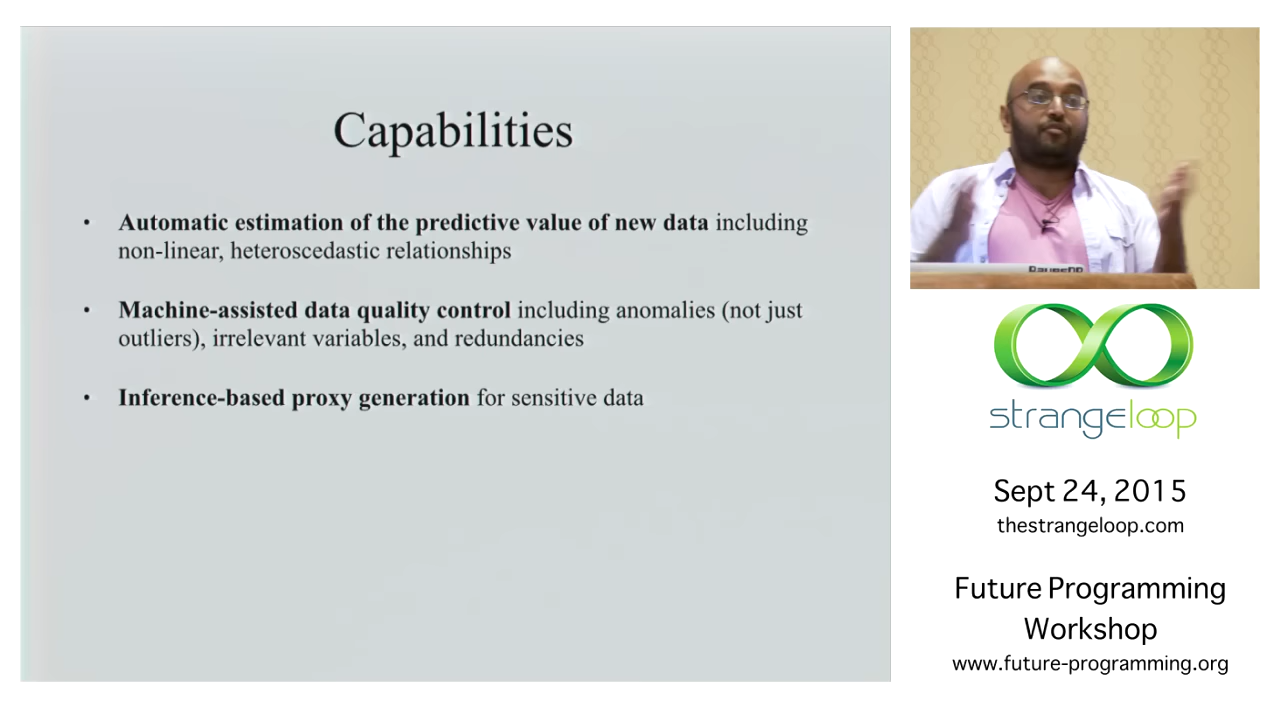 Capabilities
• Automatic estimation of the predictive value of new data including
non-linear, heteroscedastic relationships
• Machine-assisted data quality control including anomalies (not just
outliers), irrelevant variables, and redundancies
• Inference-based proxy generation for sensitive data
strangeloop
Sept 24, 2015
thestrangeloop.com
Future Programming
Workshop
www.future-programming.org